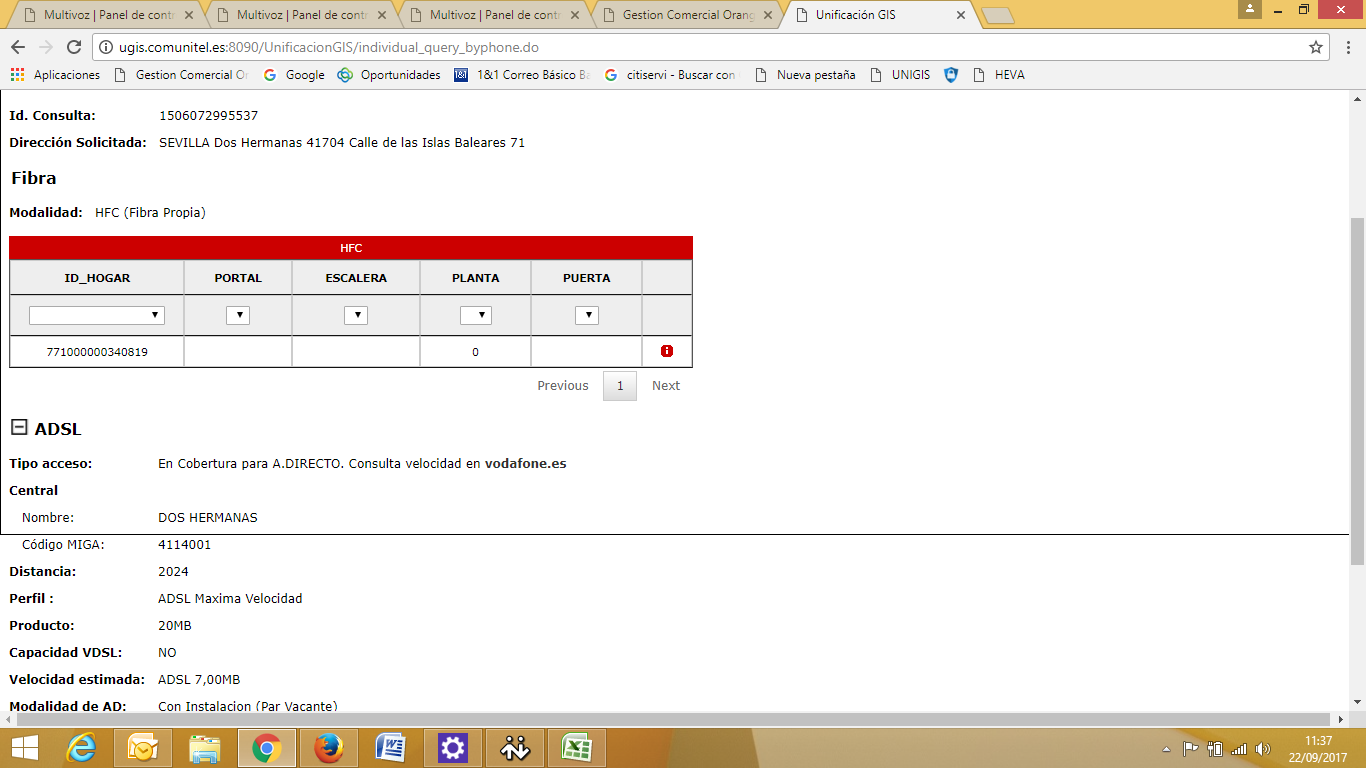 Multivoz | Panel de contr Multivoz | Panel de contr Multivoz | Panel de contr Gestion Comercial Orang Unificación GIS
ugis.comunitel.es:8090/UnificacionGIS/individual_query_byphone.do
Aplicaciones Gestion Comercial Or Google Oportunidades 1&1 1&1 Correo Básico Ba citiservi - Buscar con Nueva pestaña UNIGIS HEVA
Id. Consulta: 1506072995537
Dirección Solicitada: SEVILLA Dos Hermanas 41704 Calle de las Islas Baleares 71
Fibra
Modalidad: HFC (Fibra Propia)
HFC
ID_HOGAR PORTAL ESCALERA PLANTA PUERTA
771000000340819 0
Previous 1 Next
ADSL
Tipo acceso: En Cobertura para A.DIRECTO. Consulta velocidad en vodafone.es
Central
Nombre: DOS HERMANAS
Código MIGA: 4114001
Distancia: 2024
Perfil : ADSL Maxima Velocidad
Producto: 20MB
Capacidad VDSL: NO
Velocidad estimada: ADSL 7,00MB
Modalidad de AD: Con Instalacion (Par Vacante)
11:37
22/09/2017